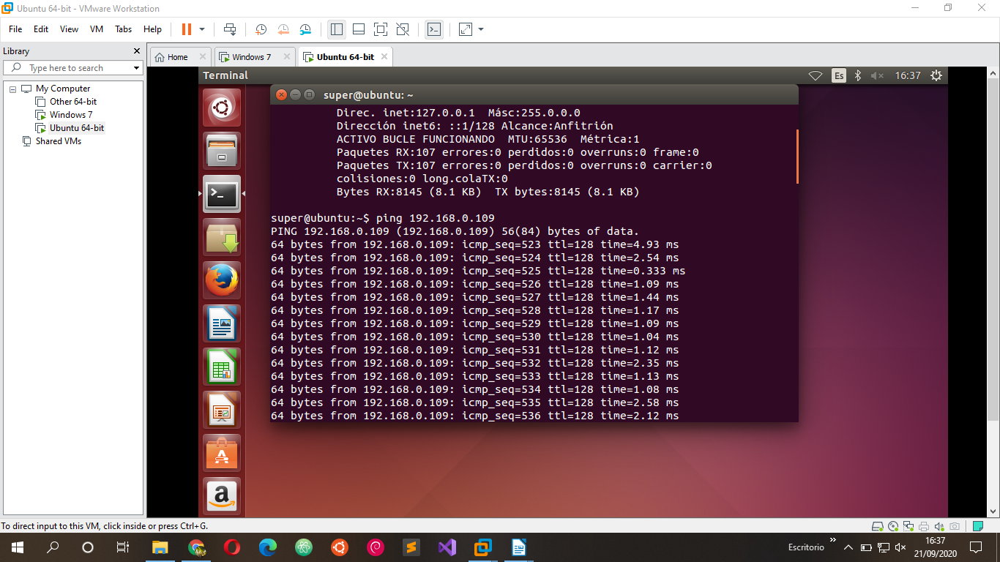 Ubuntu 64-bit - VMware Workstation
File Edit View VM Tabs Help
Library
Type here to search
My Computer
Other 64-bit
Windows 7
Ubuntu 64-bit
Shared VMs
Home
Windows 7
Ubuntu 64-bit
Terminal
Es
16:37
super@ubuntu: ~
Direc. inet:127.0.0.1 Másc:255.0.0.0
Dirección inet6: ::1/128 Alcance:Anfitrión
ACTIVO BUCLE FUNCIONANDO MTU:65536 Métrica:1
Paquetes RX:107 errores:0 perdidos:0 overruns:0 frame:0
Paquetes TX:107 errores:0 perdidos:0 overruns:0 carrier:0
colisiones:0 long.colaTX:0
Bytes RX:8145 (8.1 KB) TX bytes:8145 (8.1 KB)
super@ubuntu:~$ ping 192.168.0.109
PING 192.168.0.109 (192.168.0.109) 56(84) bytes of data.
64 bytes from 192.168.0.109: icmp_seq=523 ttl=128 time=4.93 ms
64 bytes from 192.168.0.109: icmp_seq=524 ttl=128 time=2.54 ms
64 bytes from 192.168.0.109: icmp_seq=525 ttl=128 time=0.333 ms
64 bytes from 192.168.0.109: icmp_seq=526 ttl=128 time=1.09 ms
64 bytes from 192.168.0.109: icmp_seq=527 ttl=128 time=1.44 ms
64 bytes from 192.168.0.109: icmp_seq=528 ttl=128 time=1.17 ms
64 bytes from 192.168.0.109: icmp_seq=529 ttl=128 time=1.09 ms
64 bytes from 192.168.0.109: icmp_seq=530 ttl=128 time=1.04 ms
64 bytes from 192.168.0.109: icmp_seq=531 ttl=128 time=1.12 ms
64 bytes from 192.168.0.109: icmp_seq=532 ttl=128 time=2.35 ms
64 bytes from 192.168.0.109: icmp_seq=533 ttl=128 time=1.13 ms
64 bytes from 192.168.0.109: icmp_seq=534 ttl=128 time=1.08 ms
64 bytes from 192.168.0.109: icmp_seq=535 ttl=128 time=2.58 ms
64 bytes from 192.168.0.109: icmp_seq=536 ttl=128 time=2.12 ms
To direct input to this VM, click inside or press Ctrl+G.
Escritorio
16:37
21/09/2020